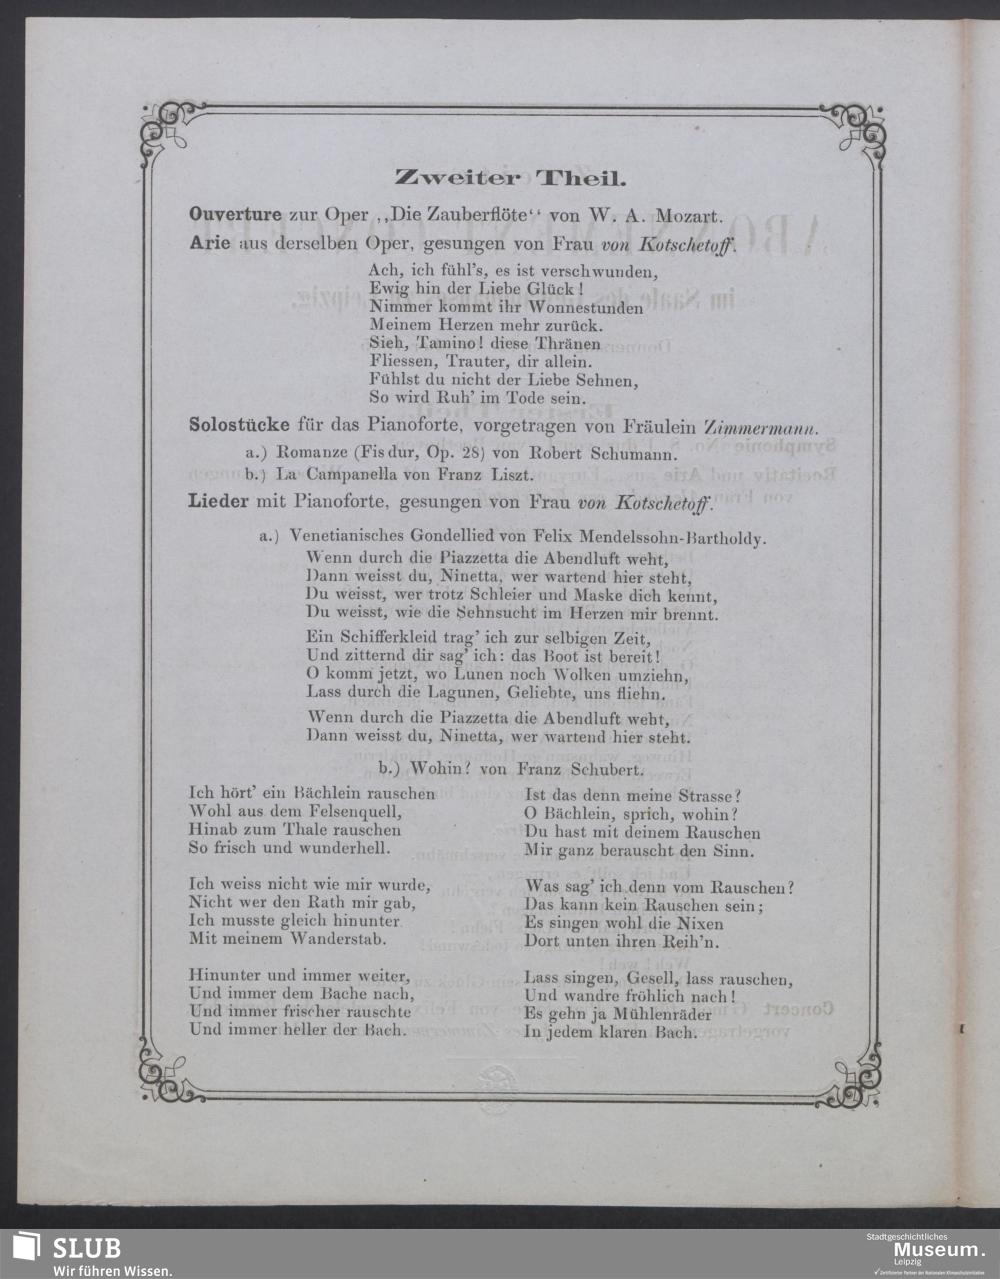 Zweiter Theil.
Ouverture zur Oper ,,Die Zauberflöte‘‘ von W. A. Mozart.
Arie aus derselben Oper, gesungen von Frau von Kotschetoff.
Ach, ich fühl's, es ist verschwunden,
Ewig hin der Liebe Glück!
Nimmer kommt ihr Wonnestunden
Meinem Herzen mehr zurück.
Sieh, Tamino! diese Thränen
Fliessen, Trauter, dir allein.
Fühlst du nicht der Liebe Sehnen,
So wird Ruh' im Tode sein.
Solostücke für das Pianoforte, vorgetragen von Fräulein Zimmermann.
a.) Romanze (Fis dur, Op. 28) von Robert Schumann.
b.) La Campanella von Franz Liszt.
Lieder mit Pianoforte, gesungen von Frau von Kotschetoff.
a.) Venetianisches Gondellied von Felix Mendelssohn-Bartholdy.
Wenn durch die Piazzetta die Abendluft weht,
Dann weisst du, Ninetta, wer wartend hier steht,
Du weisst, wer trotz Schleier und Maske dich kennt,
Du weisst, wie die Sehnsucht im Herzen mir brennt.
Ein Schifferkleid trag' ich zur selbigen Zeit,
Und zitternd dir sag' ich: das Boot ist bereit!
O komm jetzt, wo Lunen noch Wolken umziehn,
Lass durch die Lagunen, Geliebte, uns fliehn.
Wenn durch die Piazzetta die Abendluft weht,
Dann weisst du, Ninetta, wer wartend hier steht.
b.) Wohin? von Franz Schubert.
Ich hört' ein Bächlein rauschen
Wohl aus dem Felsenquell,
Hinab zum Thale rauschen
So frisch und wunderhell.
Ich weiss nicht wie mir wurde,
Nicht wer den Rath mir gab,
Ich musste gleich hinunter
Mit meinem Wanderstab.
Hinunter und immer weiter,
Und immer dem Bache nach,
Und immer frischer rauschte
Und immer heller der Bach.
Ist das denn meine Strasse?
O Bächlein, sprich, wohin?
Du hast mit deinem Rauschen
Mir ganz berauscht den Sinn.
Was sag' ich denn vom Rauschen?
Das kann kein Rauschen sein;
Es singen wohl die Nixen
Dort unten ihren Reih'n.
Lass singen, Gesell, lass rauschen,
Und wandre fröhlich nach!
Es gehn ja Mühlenräder
In jedem klaren Bach.
SLUB
Wir führen Wissen.
Stadtgeschichtliches
Museum.
Leipzig